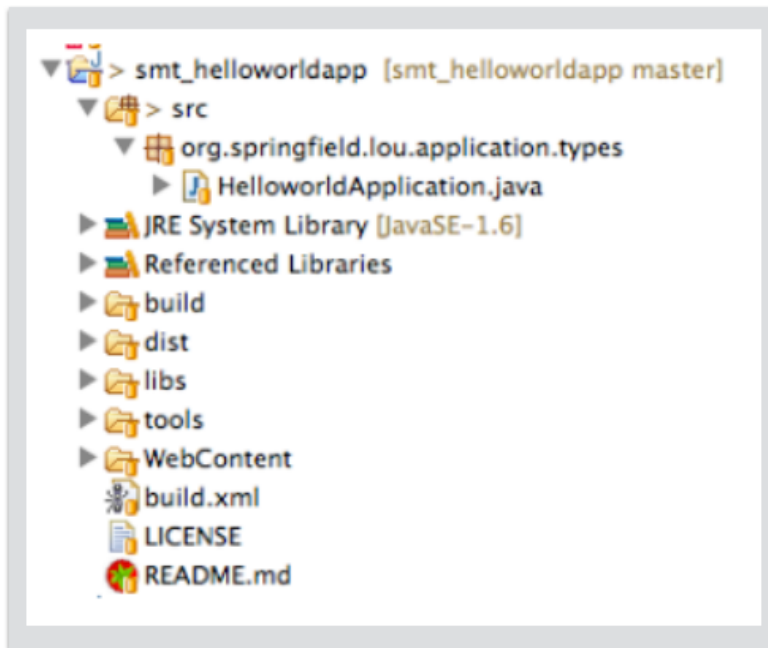 > smt_helloworldapp [smt_helloworldapp master]
> src
org.springfield.lou.application.types
HelloworldApplication.java
JRE System Library [JavaSE-1.6]
Referenced Libraries
build
dist
libs
tools
WebContent
build.xml
LICENSE
README.md